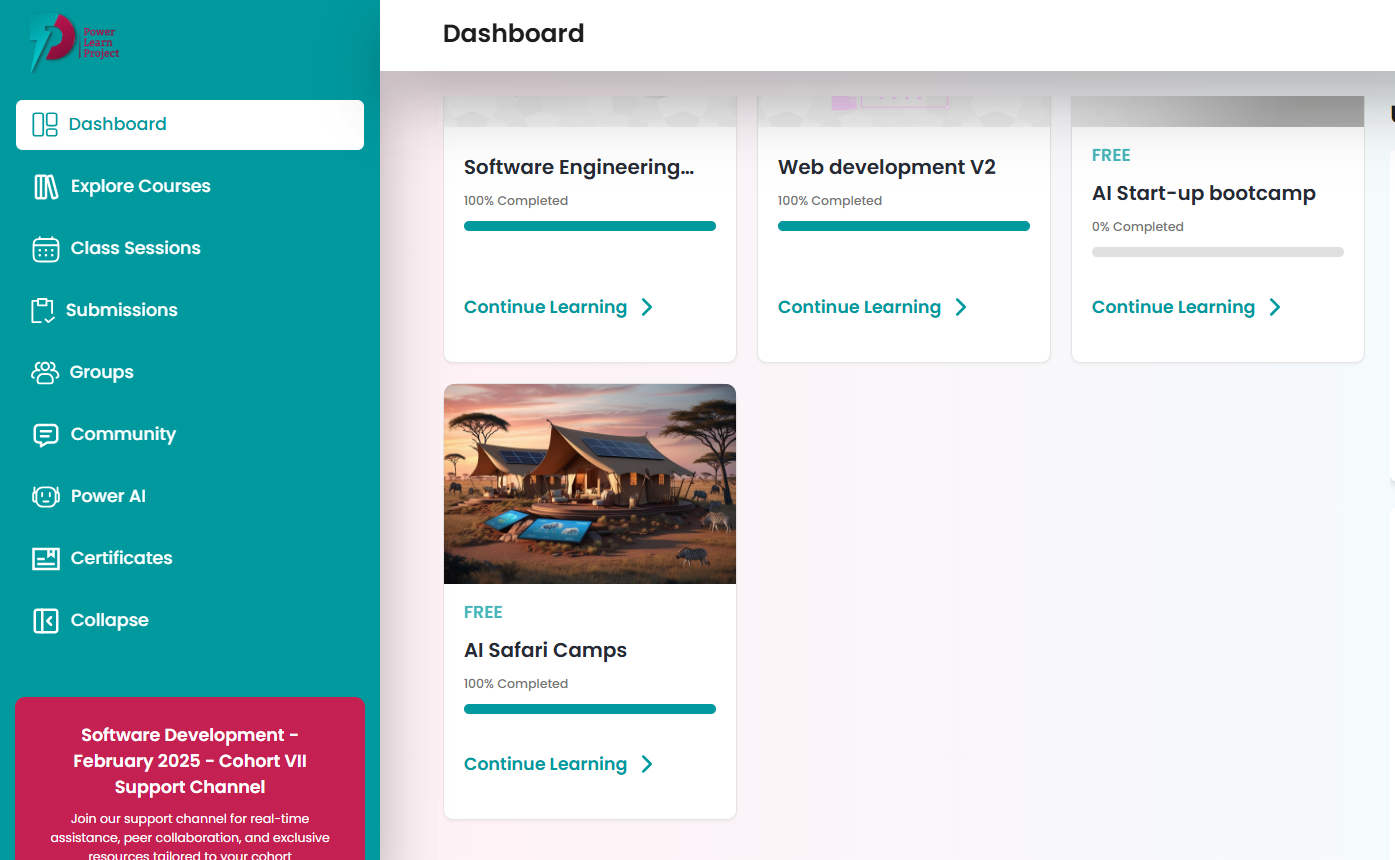 Power
Learn
Project
Dashboard
Explore Courses
Class Sessions
Submissions
Groups
Community
Power AI
Certificates
Collapse
Software Development -
February 2025 - Cohort VII
Support Channel
Join our support channel for real-time
assistance, peer collaboration, and exclusive
resources tailored to your cohort
Dashboard
Software Engineering...
100% Completed
Continue Learning
Web development V2
100% Completed
Continue Learning
FREE
AI Start-up bootcamp
0% Completed
Continue Learning
FREE
AI Safari Camps
100% Completed
Continue Learning